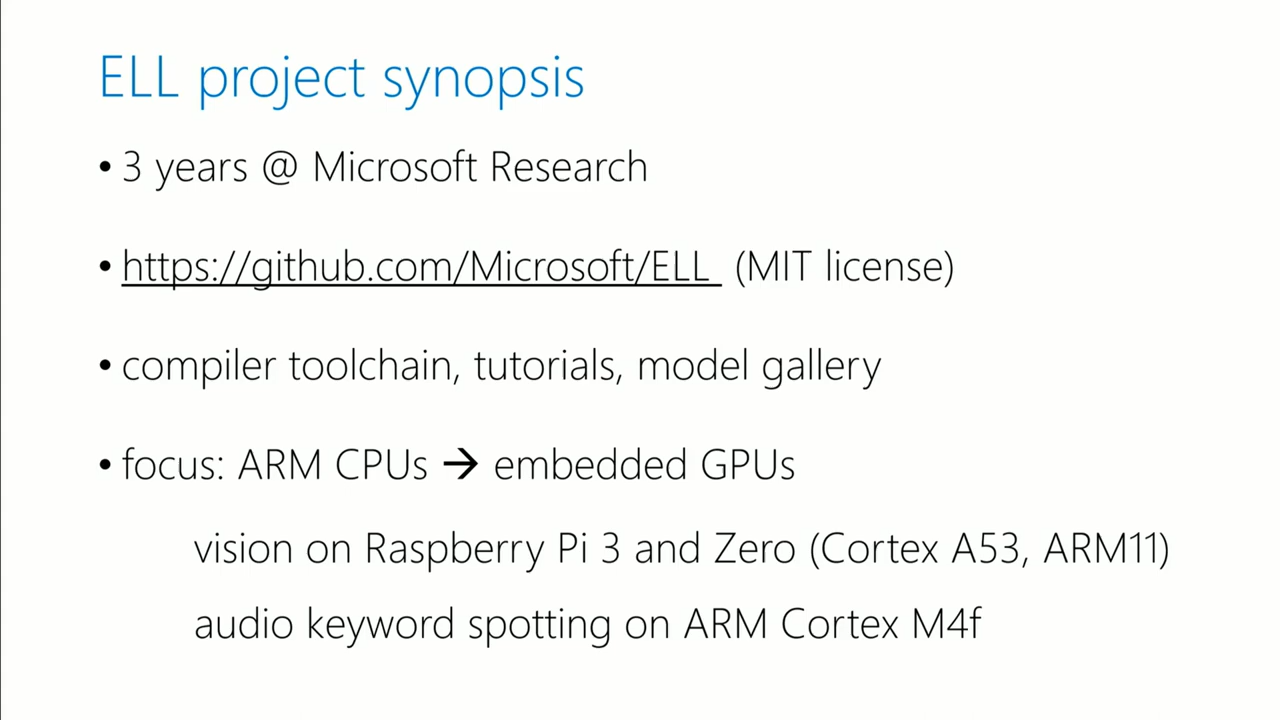 ELL project synopsis
• 3 years @ Microsoft Research
• https://github.com/Microsoft/ELL (MIT license)
• compiler toolchain, tutorials, model gallery
• focus: ARM CPUs → embedded GPUs
vision on Raspberry Pi 3 and Zero (Cortex A53, ARM11)
audio keyword spotting on ARM Cortex M4f